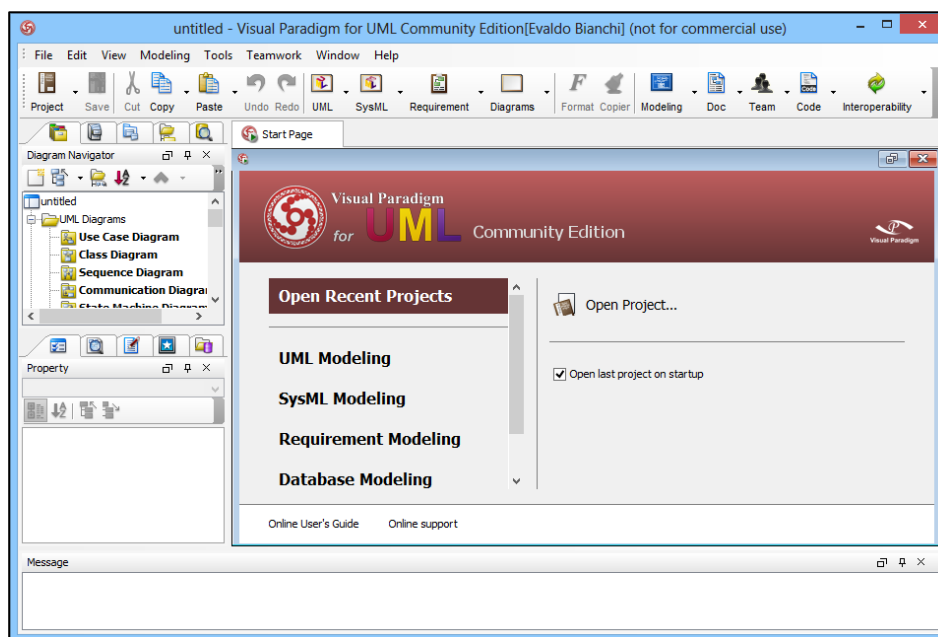 untitled - Visual Paradigm for UML Community Edition[Evaldo Bianchi] (not for commercial use)
File Edit View Modeling Tools Teamwork Window Help
Project Save Cut Copy Paste Undo Redo UML SysML Requirement Diagrams Format Copier Modeling Doc Team Code Interoperability
Start Page
Diagram Navigator
untitled
UML Diagrams
Use Case Diagram
Class Diagram
Sequence Diagram
Communication Diagra
State Machine Diagram
Property
Visual Paradigm
for UML Community Edition
Visual Paradigm
Open Recent Projects
UML Modeling
SysML Modeling
Requirement Modeling
Database Modeling
Open Project...
Open last project on startup
Online User's Guide Online support
Message